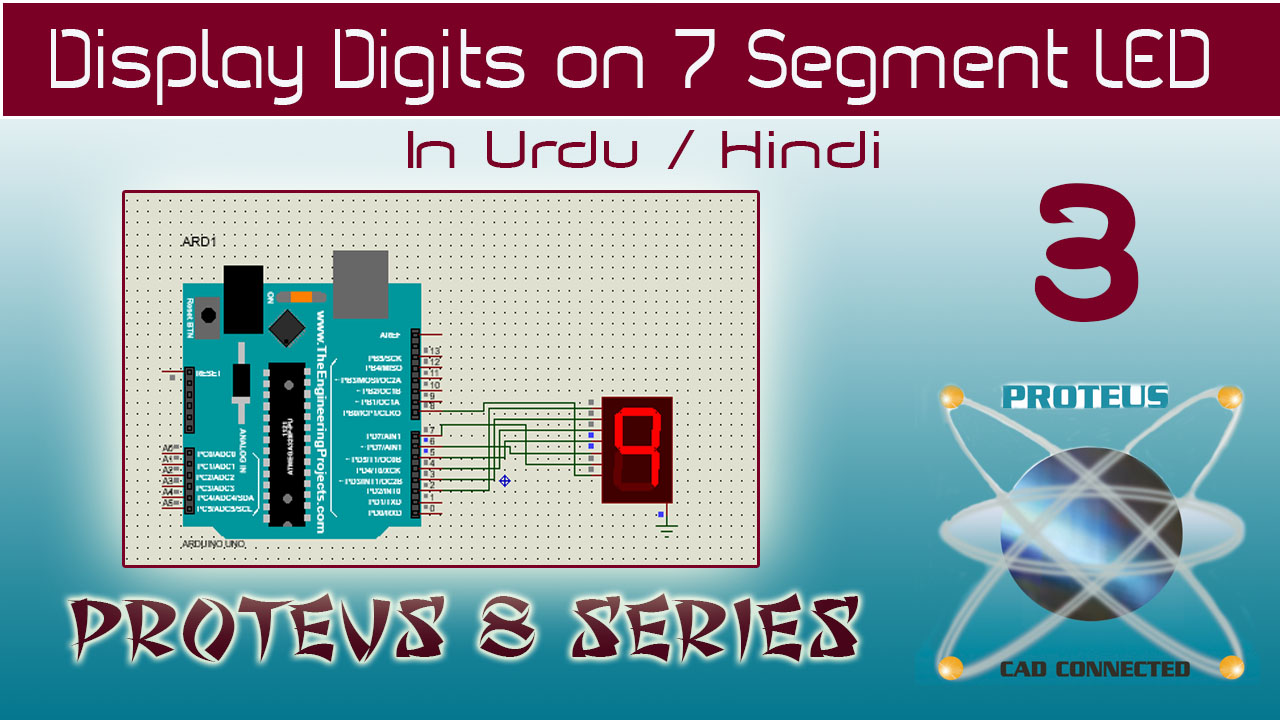 Display Digits on 7 Segment LED
In Urdu / Hindi
3
ARD1
ON
Reset BTN
www.TheEngineeringProjects.com
AREF
13
PB5/SCK
12
PB4/MISO
11
PB3/MOSI/OC2A
10
PB2/OC1B
9
PB1/OC1A
8
PB0/ICP1/CLKO
RESET
7
PD7/AIN1
6
5
PD5/T1/OC0B
4
PD4/T0/XCK
3
PD3/INT1/OC2B
2
PD2/INT0
1
PD1/TXD
0
PD0/RXD
ANALOG IN
A0
PC0/ADC0
A1
PC1/ADC1
A2
PC2/ADC2
A3
PC3/ADC3
A4
PC4/ADC4/SDA
A5
PC5/ADC5/SCL
ARDUINO UNO
9
PROTEUS
CAD CONNECTED
PROTEUS 8 SERIES